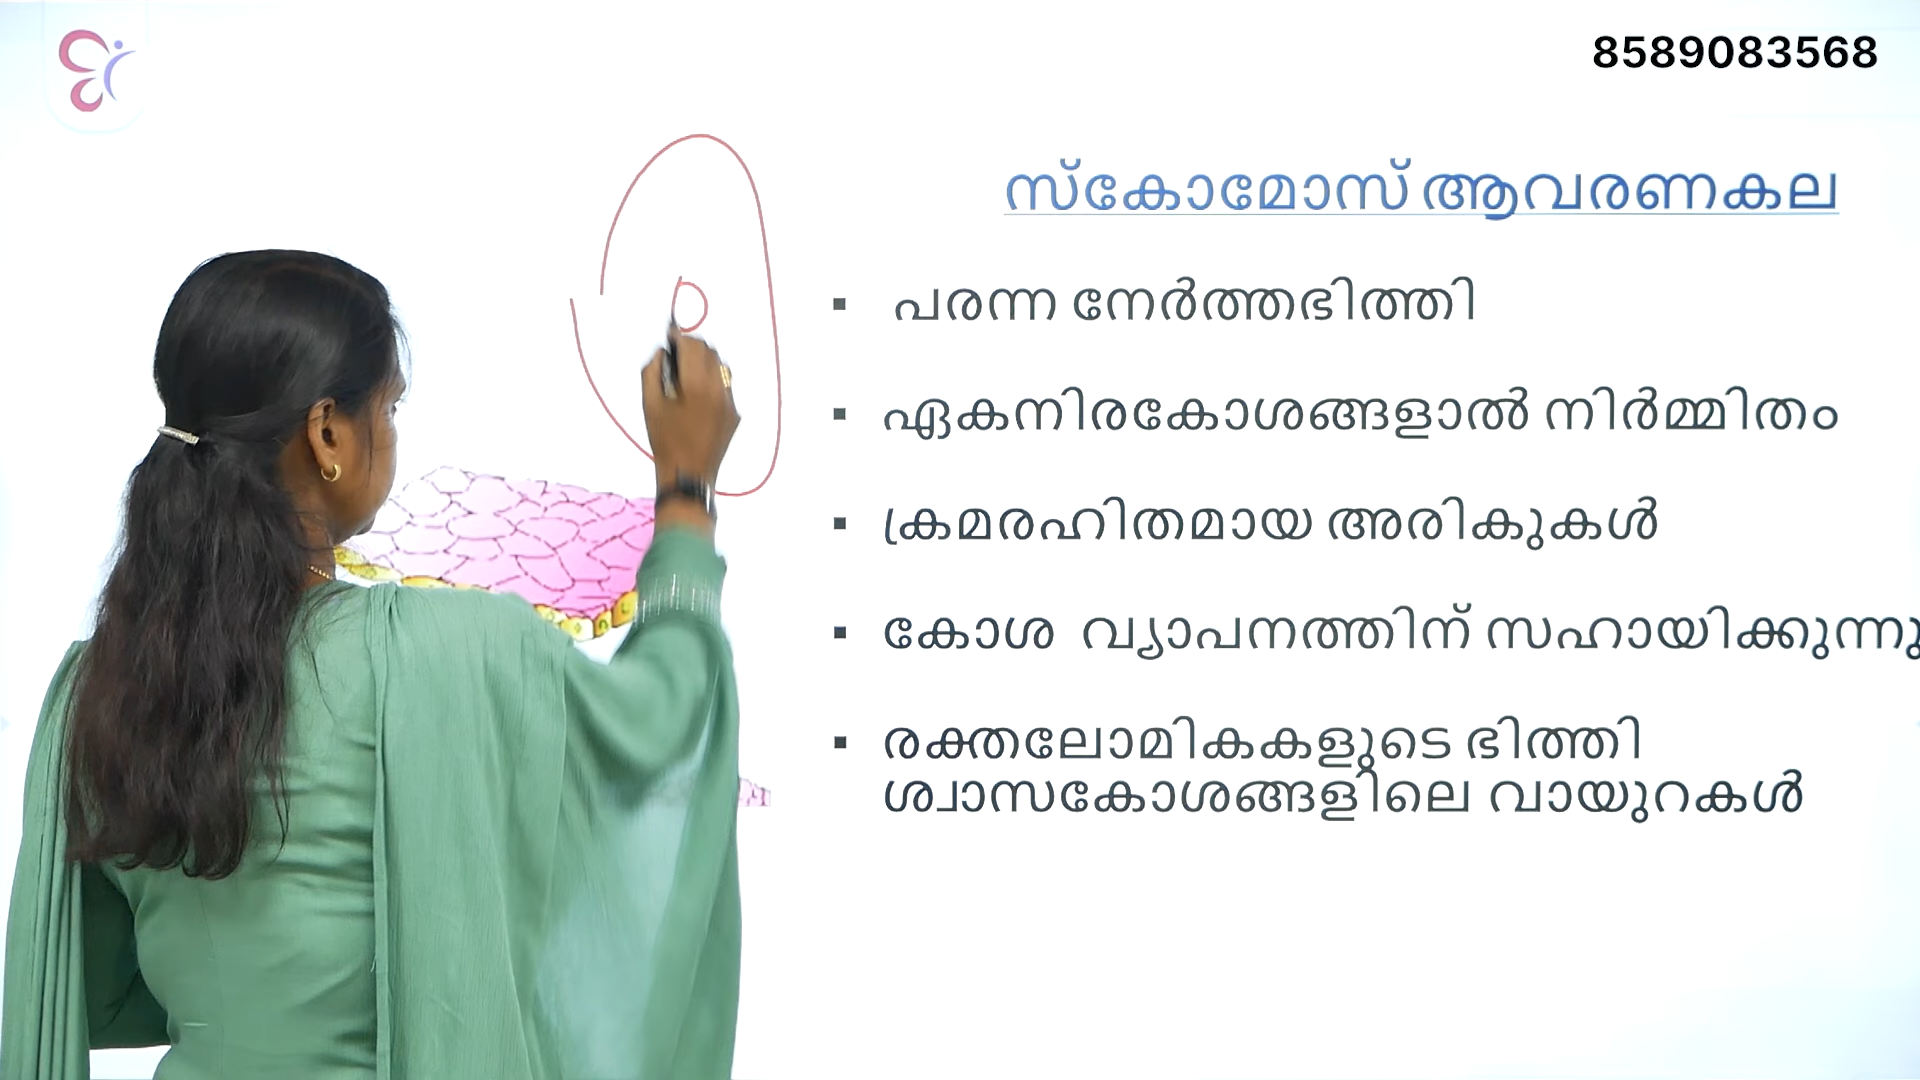 8589083568
സ്കോമോസ് ആവരണകല
▪ പരന്ന നേർത്തഭിത്തി
▪ ഏകനിരകോശങ്ങളാൽ നിർമ്മിതം
▪ ക്രമരഹിതമായ അരികുകൾ
▪ കോശ വ്യാപനത്തിന് സഹായിക്കുന്നു
▪ രക്തലോമികകളുടെ ഭിത്തി
ശ്വാസകോശങ്ങളിലെ വായുറകൾ